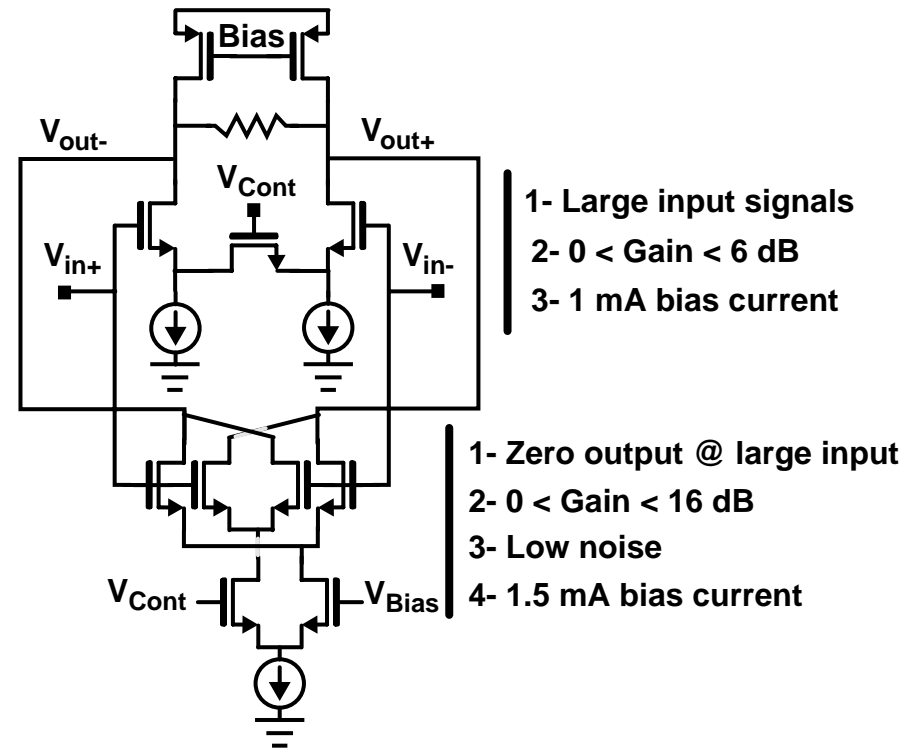 Bias
Vout-
Vout+
VCont
Vin+
Vin-
1- Large input signals
2- 0 < Gain < 6 dB
3- 1 mA bias current
1- Zero output @ large input
2- 0 < Gain < 16 dB
3- Low noise
4- 1.5 mA bias current
VCont
VBias